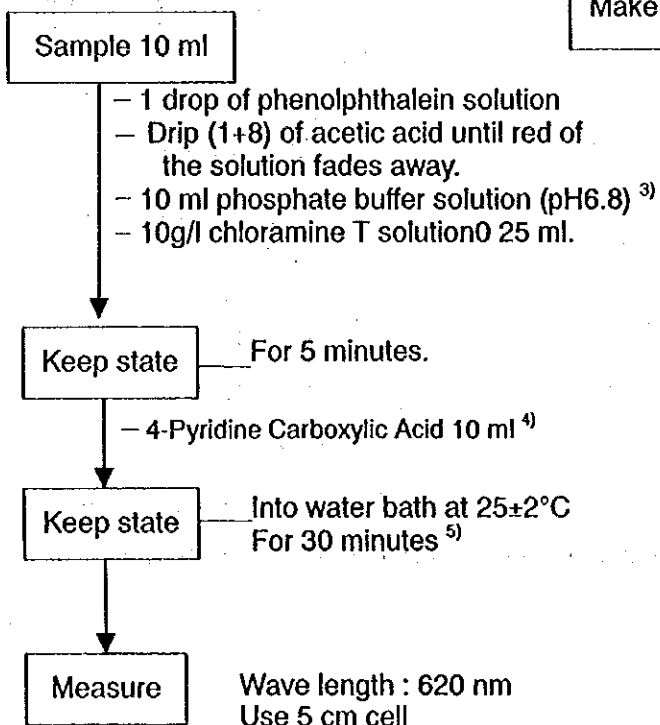 Make
Sample 10 ml
– 1 drop of phenolphthalein solution
– Drip (1+8) of acetic acid until red of
the solution fades away.
– 10 ml phosphate buffer solution (pH6.8) 3)
– 10g/l chloramine T solution0 25 ml.
Keep state
For 5 minutes.
– 4-Pyridine Carboxylic Acid 10 ml 4)
Keep state
Into water bath at 25±2°C
For 30 minutes 5)
Measure
Wave length : 620 nm
Use 5 cm cell